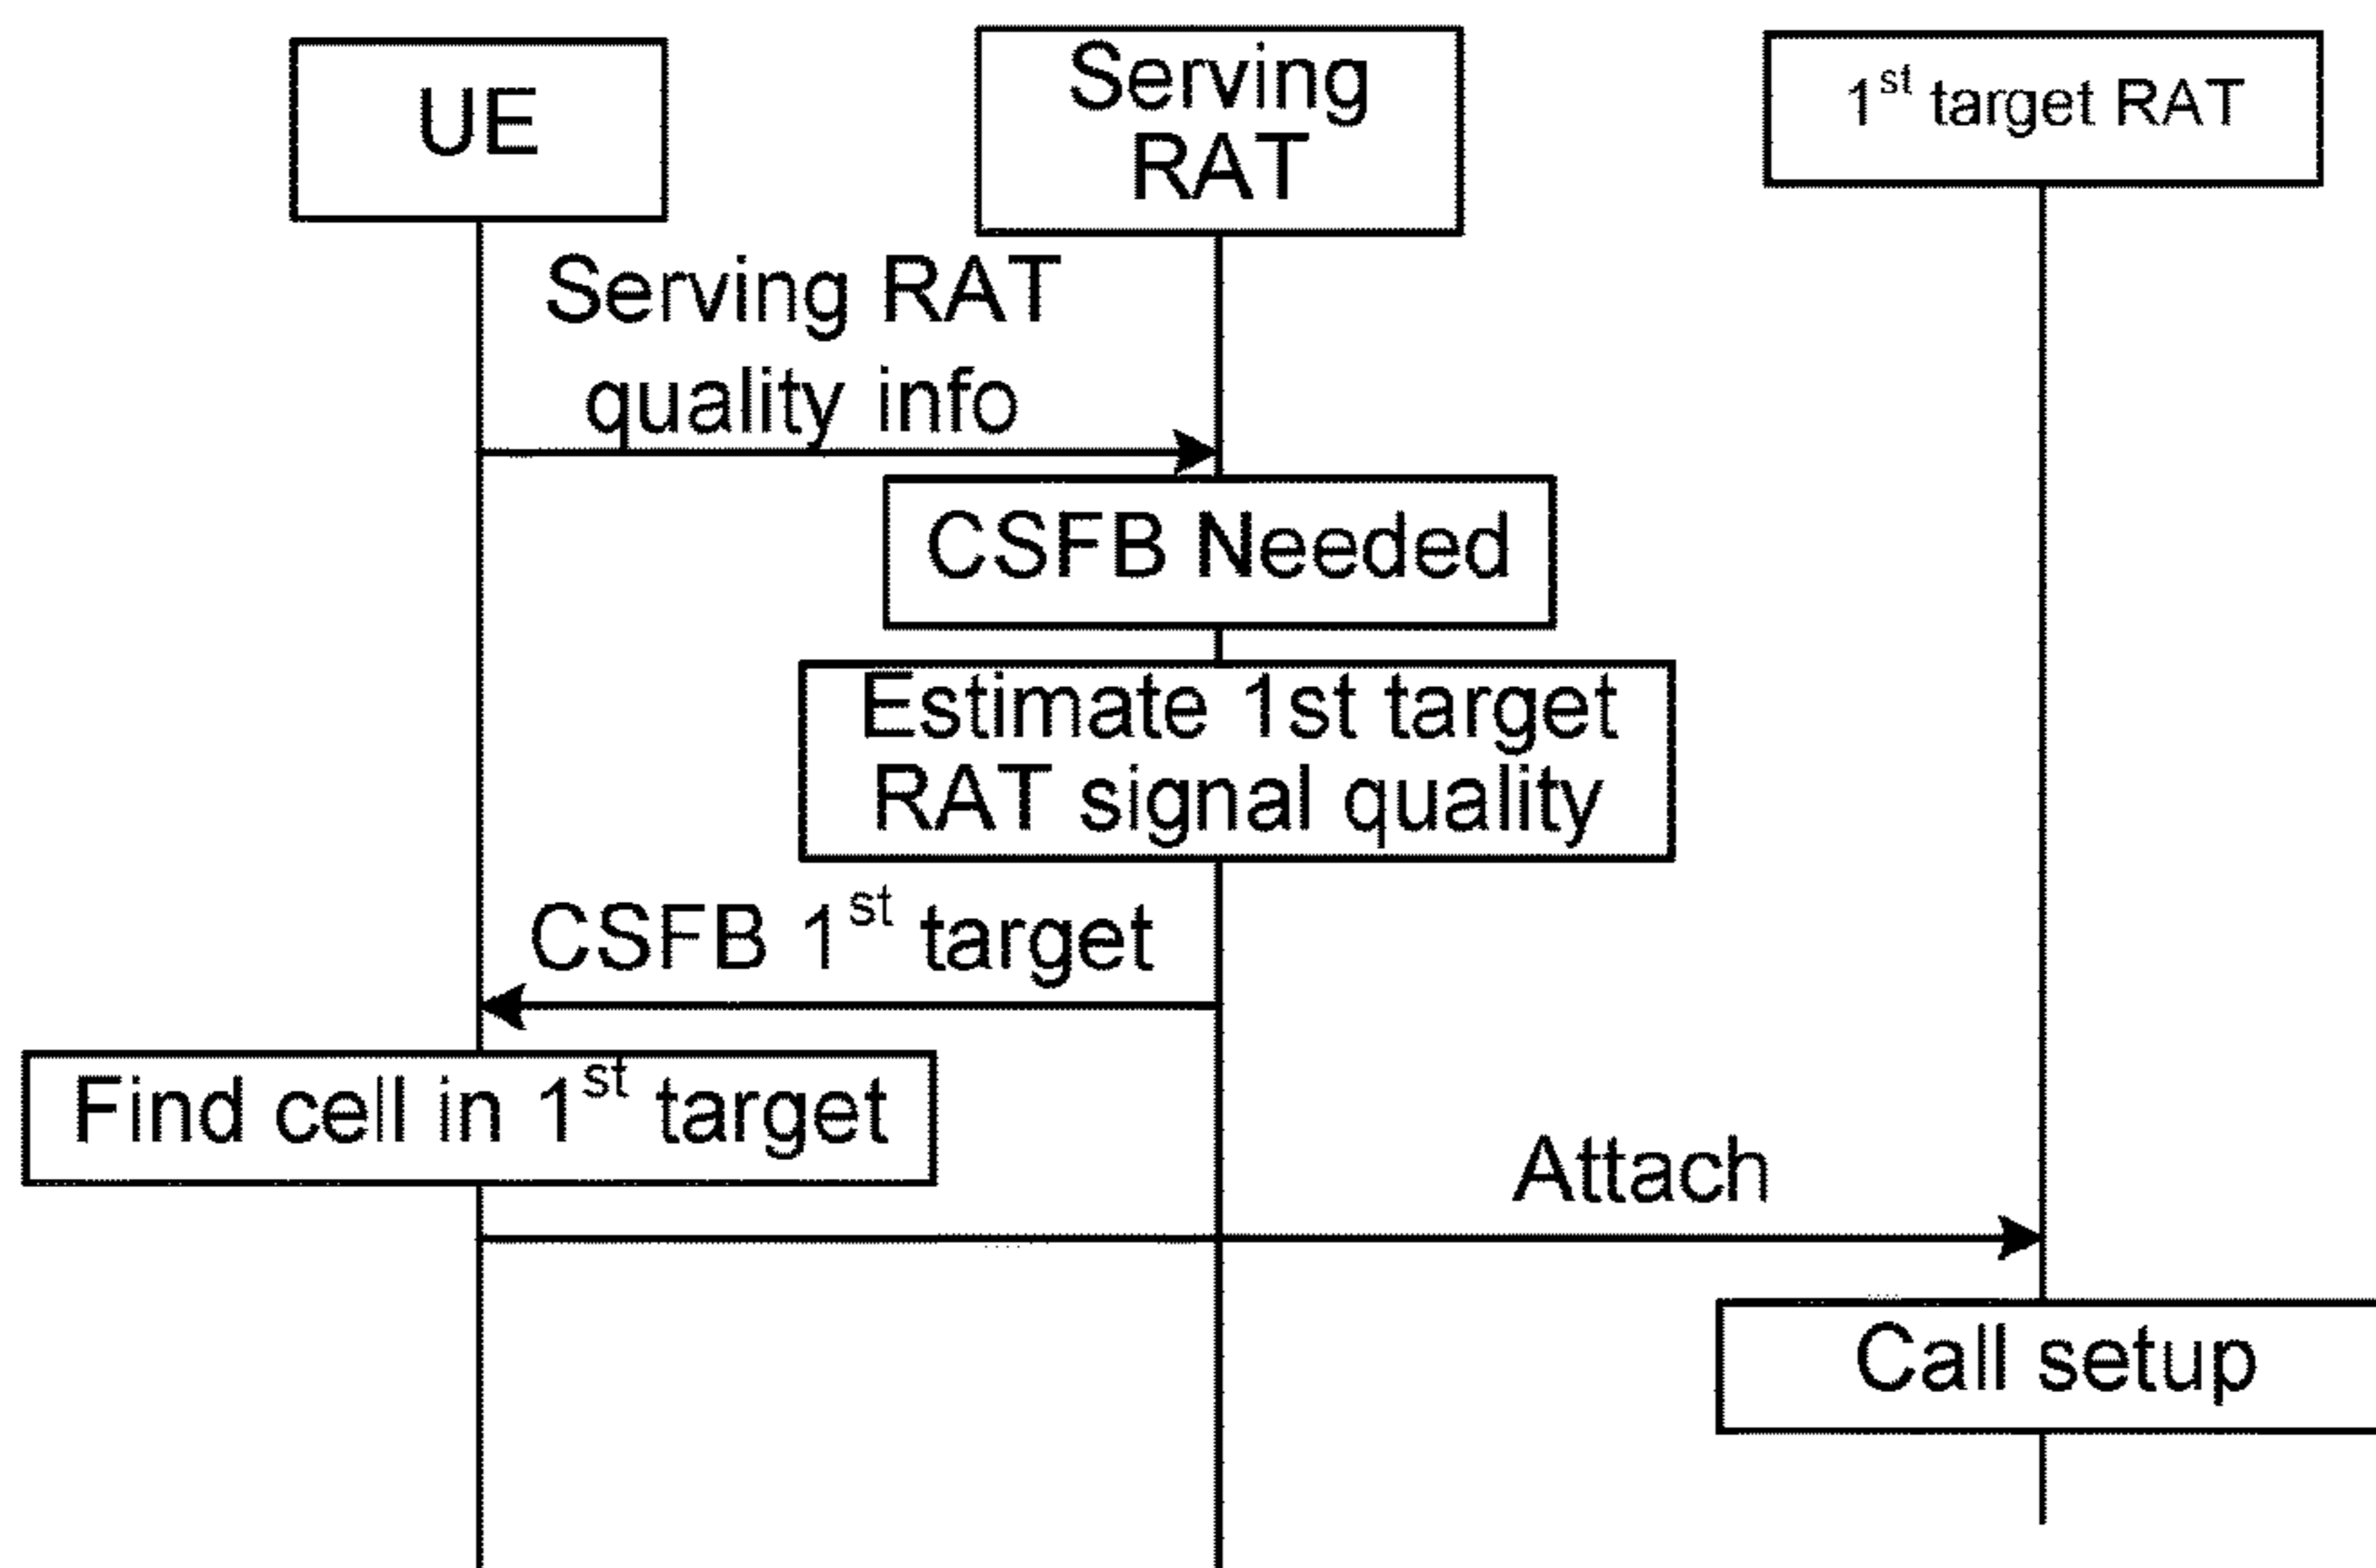 UE
Serving
RAT
1st target RAT
Serving RAT
quality info
CSFB Needed
Estimate 1st target
RAT signal quality
CSFB 1st target
Find cell in 1st target
Attach
Call setup